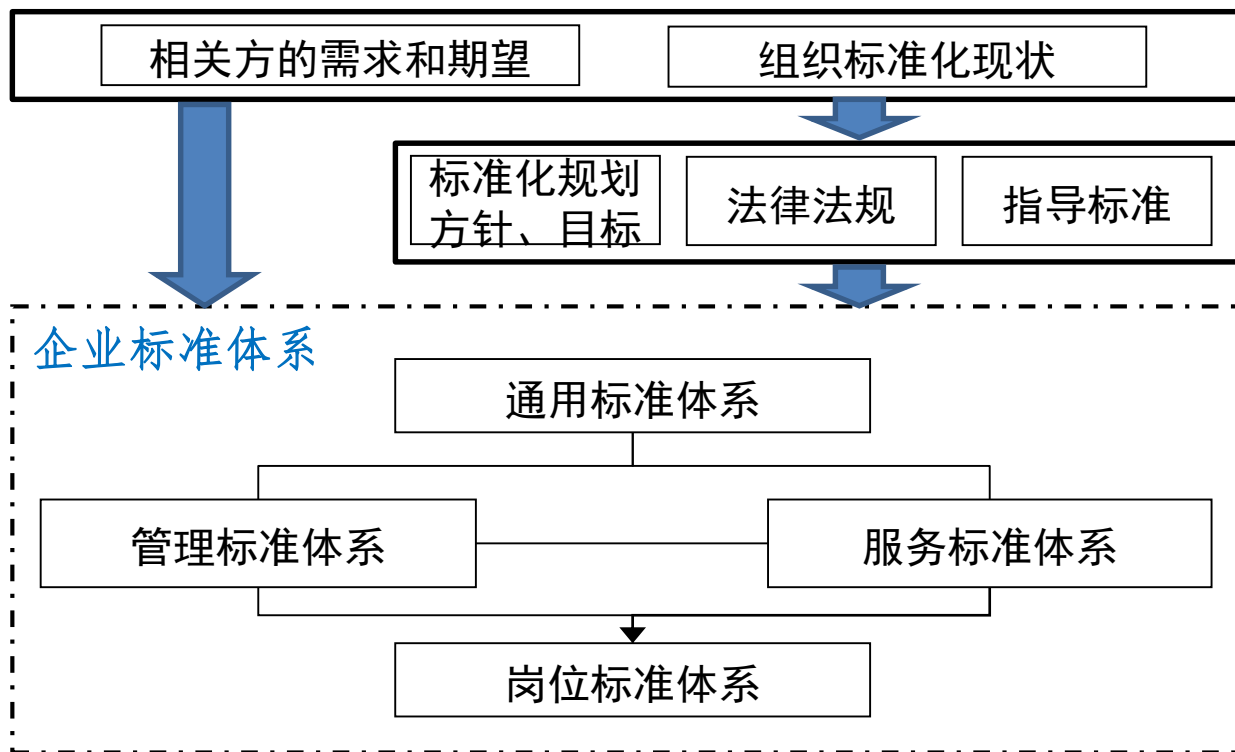 相关方的需求和期望
组织标准化现状
标准化规划
方针、目标
法律法规
指导标准
企业标准体系
通用标准体系
管理标准体系
服务标准体系
岗位标准体系